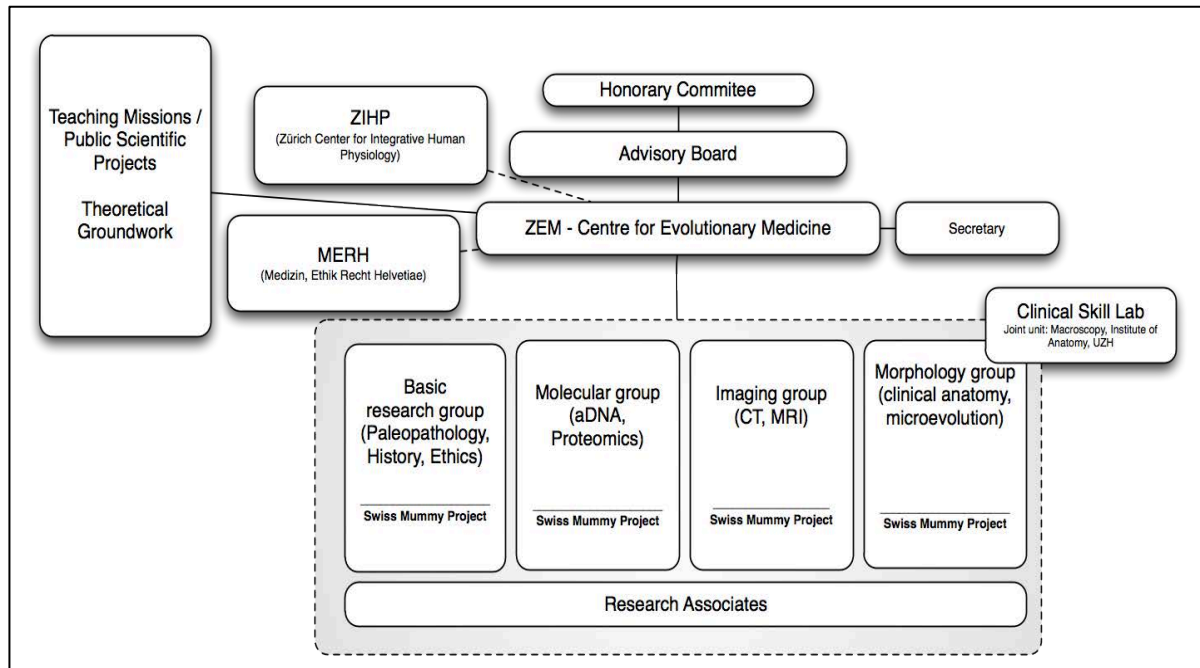 Teaching Missions /
Public Scientific
Projects
Theoretical
Groundwork
ZIHP
(Zürich Center for Integrative Human
Physiology)
MERH
(Medizin, Ethik Recht Helvetiae)
Honorary Commitee
Advisory Board
ZEM - Centre for Evolutionary Medicine
Secretary
Clinical Skill Lab
Joint unit: Macroscopy, Institute of
Anatomy, UZH
Basic
research group
(Paleopathology,
History, Ethics)
Swiss Mummy Project
Molecular group
(aDNA,
Proteomics)
Swiss Mummy Project
Imaging group
(CT, MRI)
Swiss Mummy Project
Morphology group
(clinical anatomy,
microevolution)
Swiss Mummy Project
Research Associates